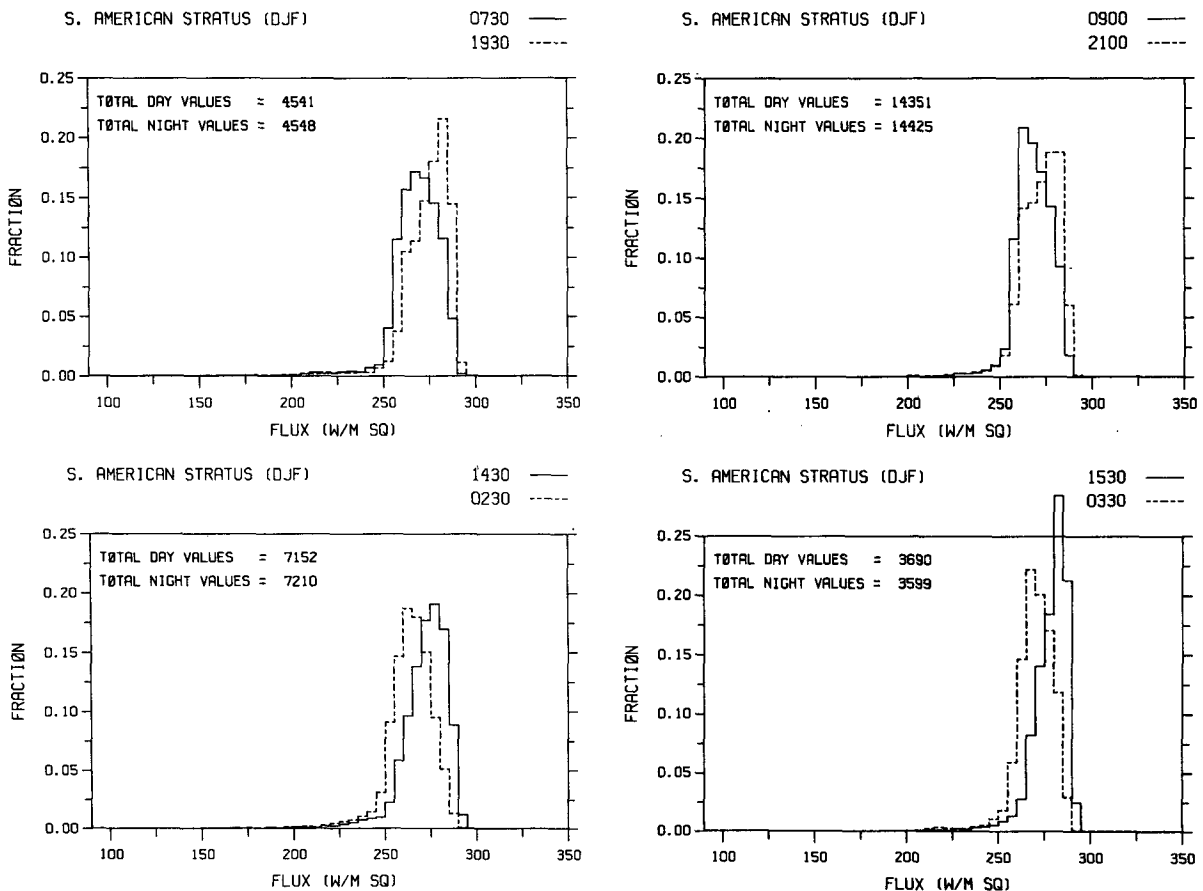 S. AMERICAN STRATUS (DJF)
0730
1930
TØTAL DAY VALUES = 4541
TØTAL NIGHT VALUES = 4548
0.25
0.20
0.15
0.10
0.05
0.00
FRACTIØN
100 150 200 250 300 350
FLUX (W/M SQ)
S. AMERICAN STRATUS (DJF)
0900
2100
TØTAL DAY VALUES = 14351
TØTAL NIGHT VALUES = 14425
0.25
0.20
0.15
0.10
0.05
0.00
FRACTIØN
100 150 200 250 300 350
FLUX (W/M SQ)
S. AMERICAN STRATUS (DJF)
1430
0230
TØTAL DAY VALUES = 7152
TØTAL NIGHT VALUES = 7210
0.25
0.20
0.15
0.10
0.05
0.00
FRACTIØN
100 150 200 250 300 350
FLUX (W/M SQ)
S. AMERICAN STRATUS (DJF)
1530
0330
TØTAL DAY VALUES = 3690
TØTAL NIGHT VALUES = 3599
0.25
0.20
0.15
0.10
0.05
0.00
FRACTIØN
100 150 200 250 300 350
FLUX (W/M SQ)